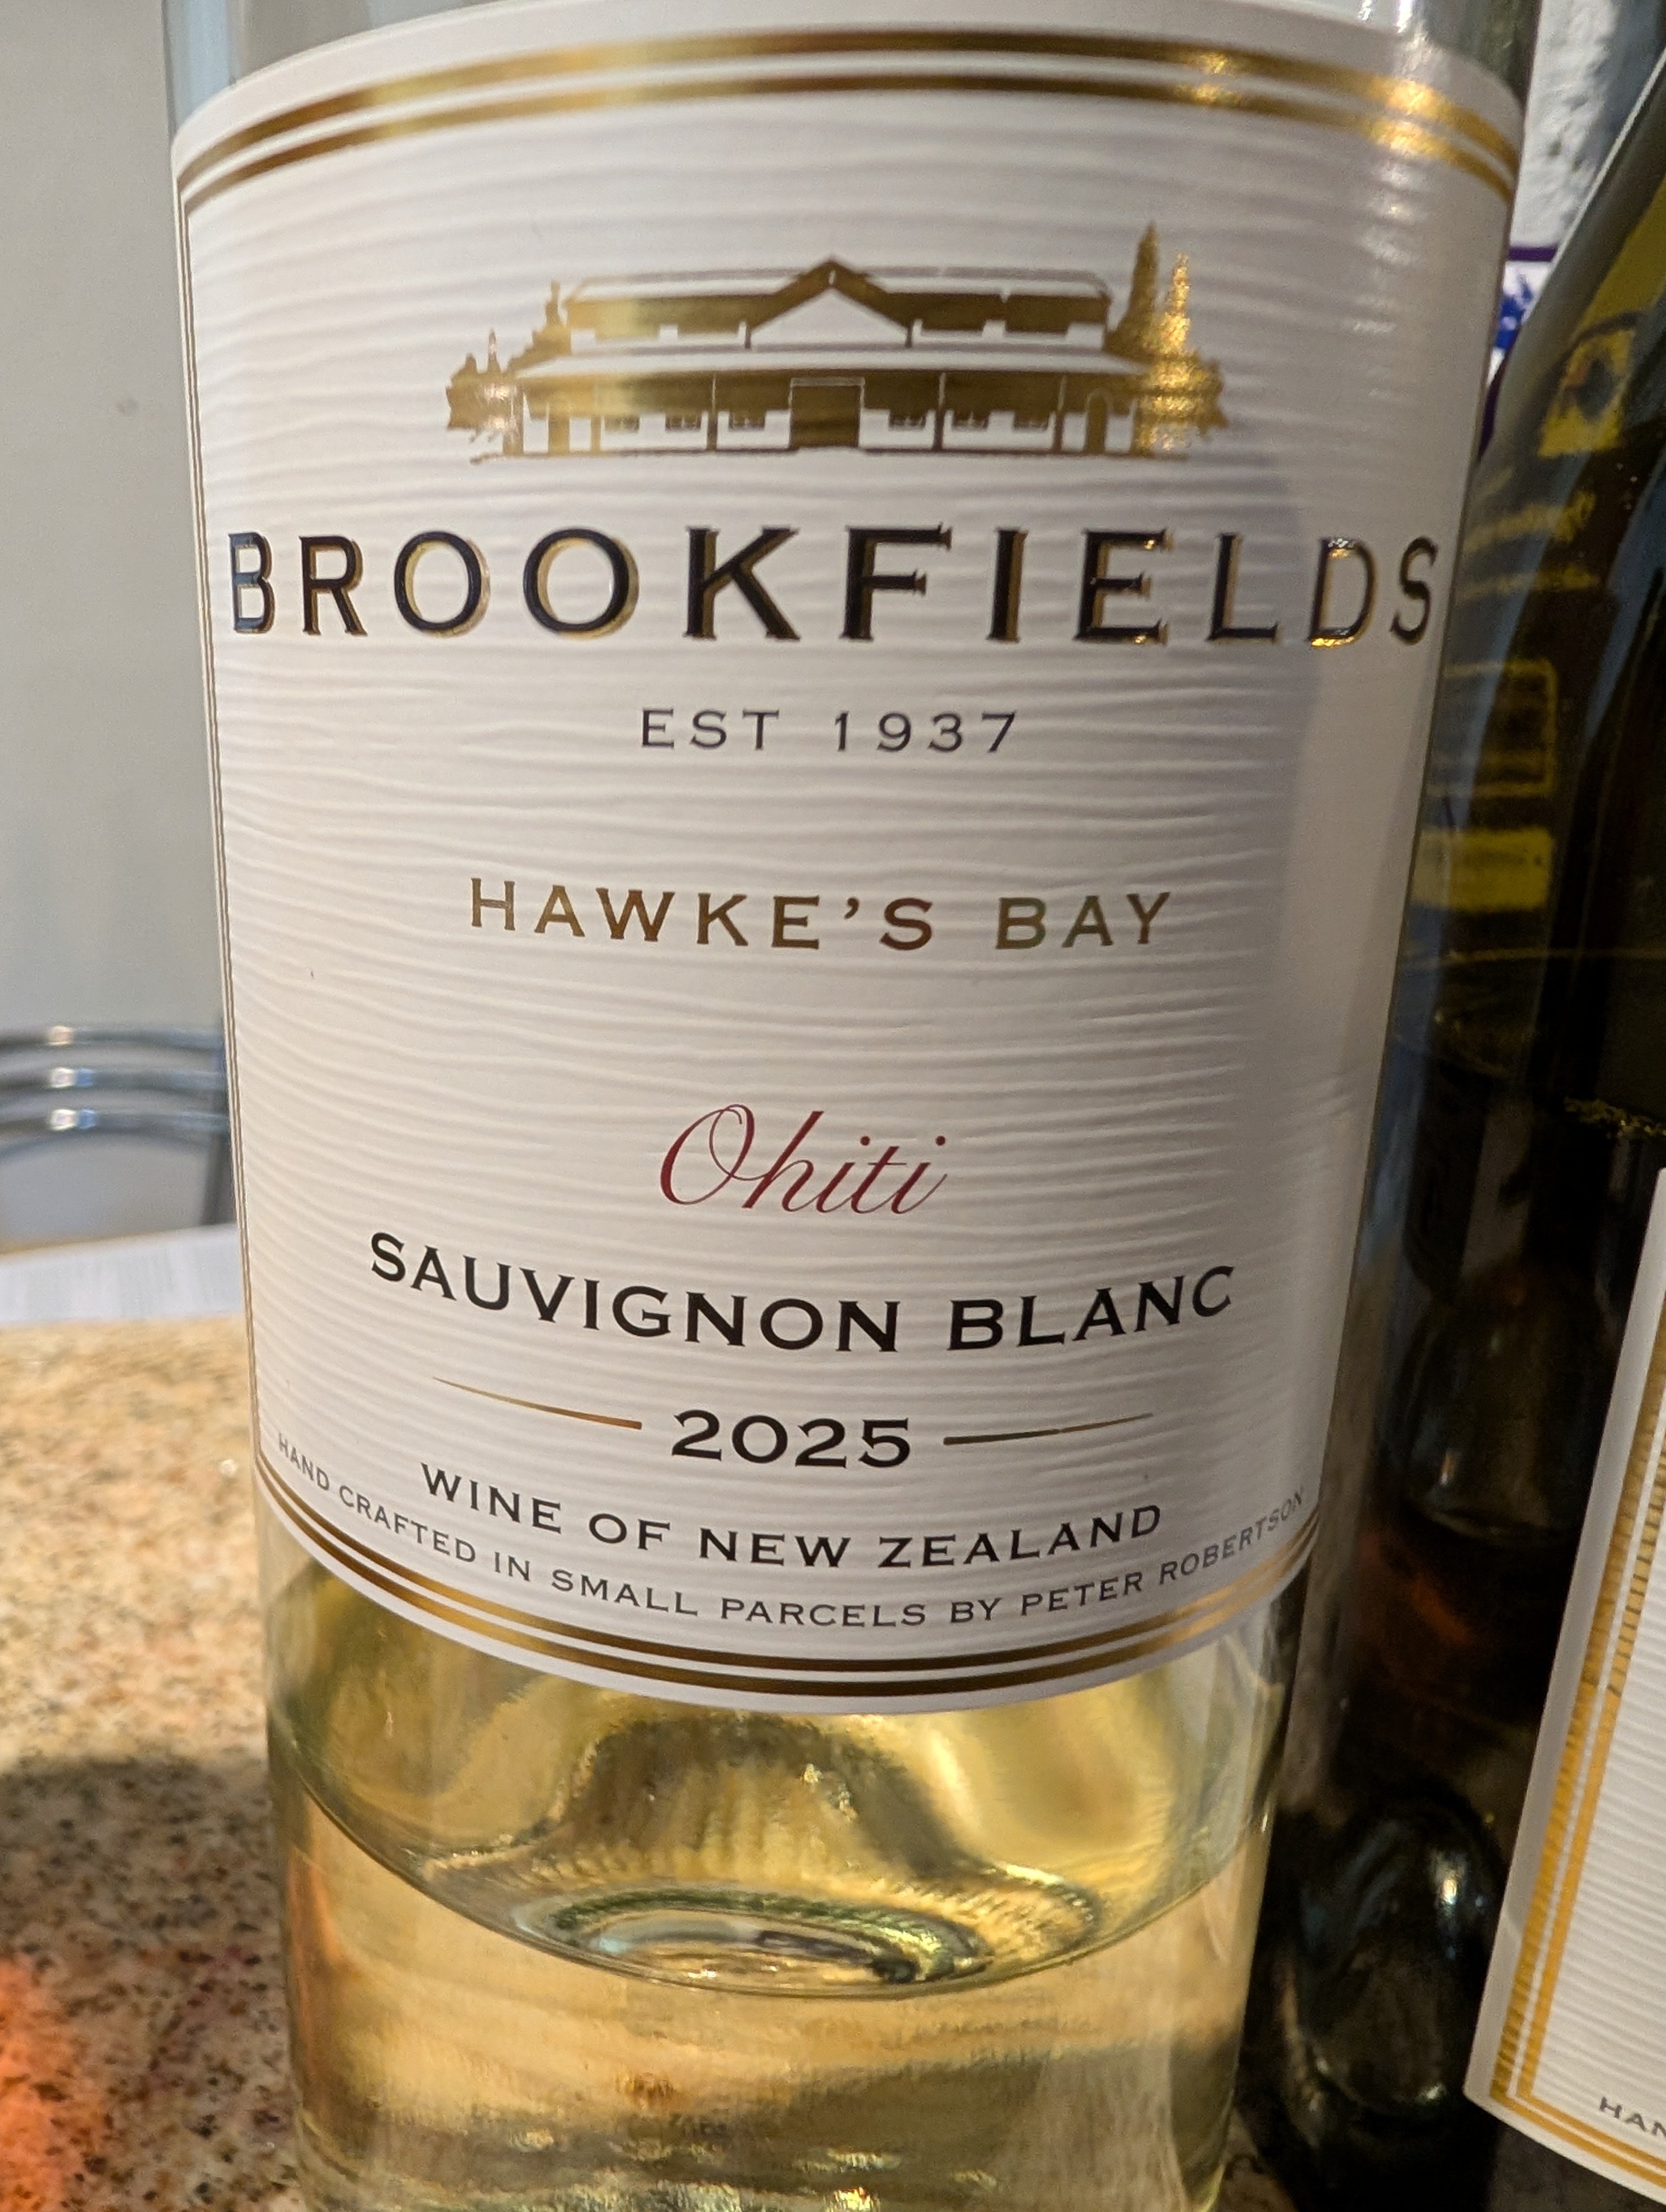 BROOKFIELDS
EST 1937
HAWKE'S BAY
Ohiti
SAUVIGNON BLANC
2025
WINE OF NEW ZEALAND
HAND CRAFTED IN SMALL PARCELS BY PETER ROBERTSON